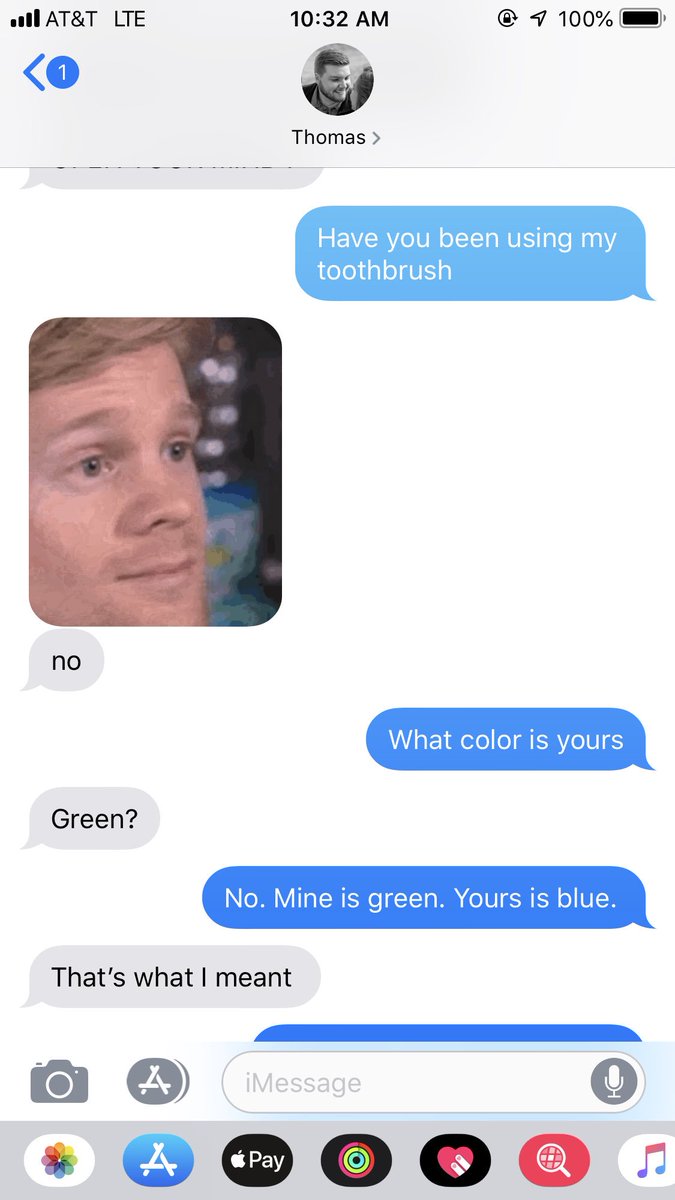 AT&T LTE 10:32 AM 100%
1
Thomas
Have you been using my
toothbrush
no
What color is yours
Green?
No. Mine is green. Yours is blue.
That's what I meant
iMessage
Pay